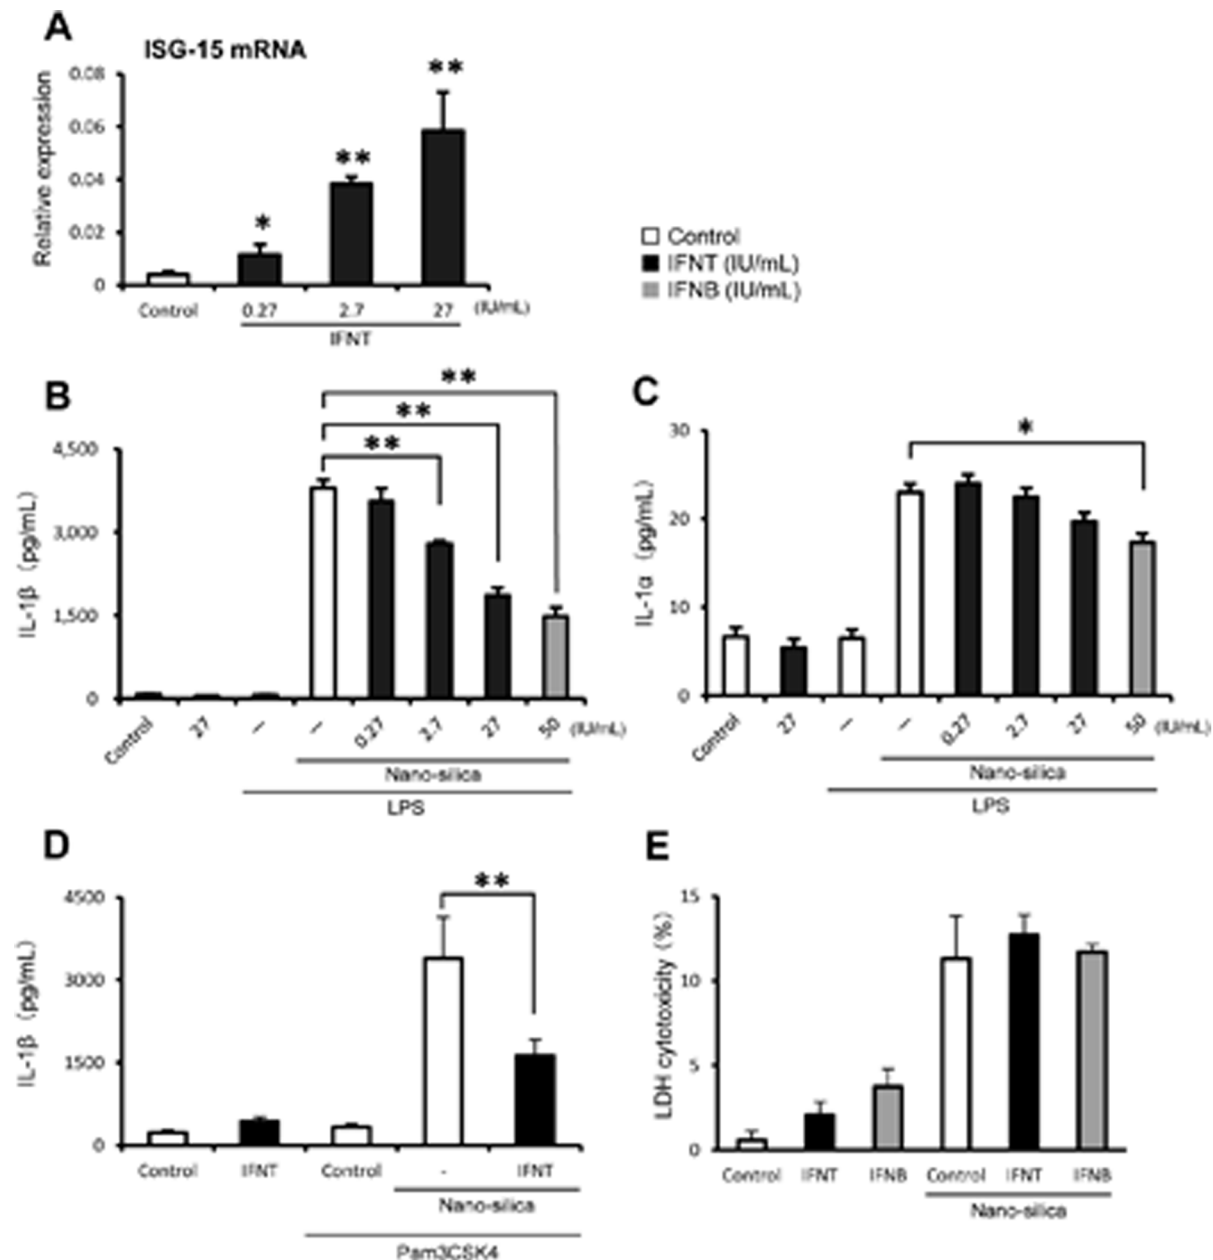 A
ISG-15 mRNA
Relative expression
0.08
0.06
0.04
0.02
0
**
**
*
Control
0.27
2.7
27
(IU/mL)
IFNT
Control
IFNT (IU/mL)
IFNB (IU/mL)
B
IL-1β (pg/mL)
4,500
3,000
1,500
0
**
**
**
Control
27
—
—
0.27
2.7
27
50
(IU/mL)
Nano-silica
LPS
C
IL-1α (pg/mL)
30
20
10
0
*
Control
27
—
—
0.27
2.7
27
50
(IU/mL)
Nano-silica
LPS
D
IL-1β (pg/mL)
4500
3000
1500
0
**
Control
IFNT
Control
-
IFNT
Nano-silica
Pam3CSK4
E
LDH cytotoxicity (%)
15
10
5
0
Control
IFNT
IFNB
Control
IFNT
IFNB
Nano-silica